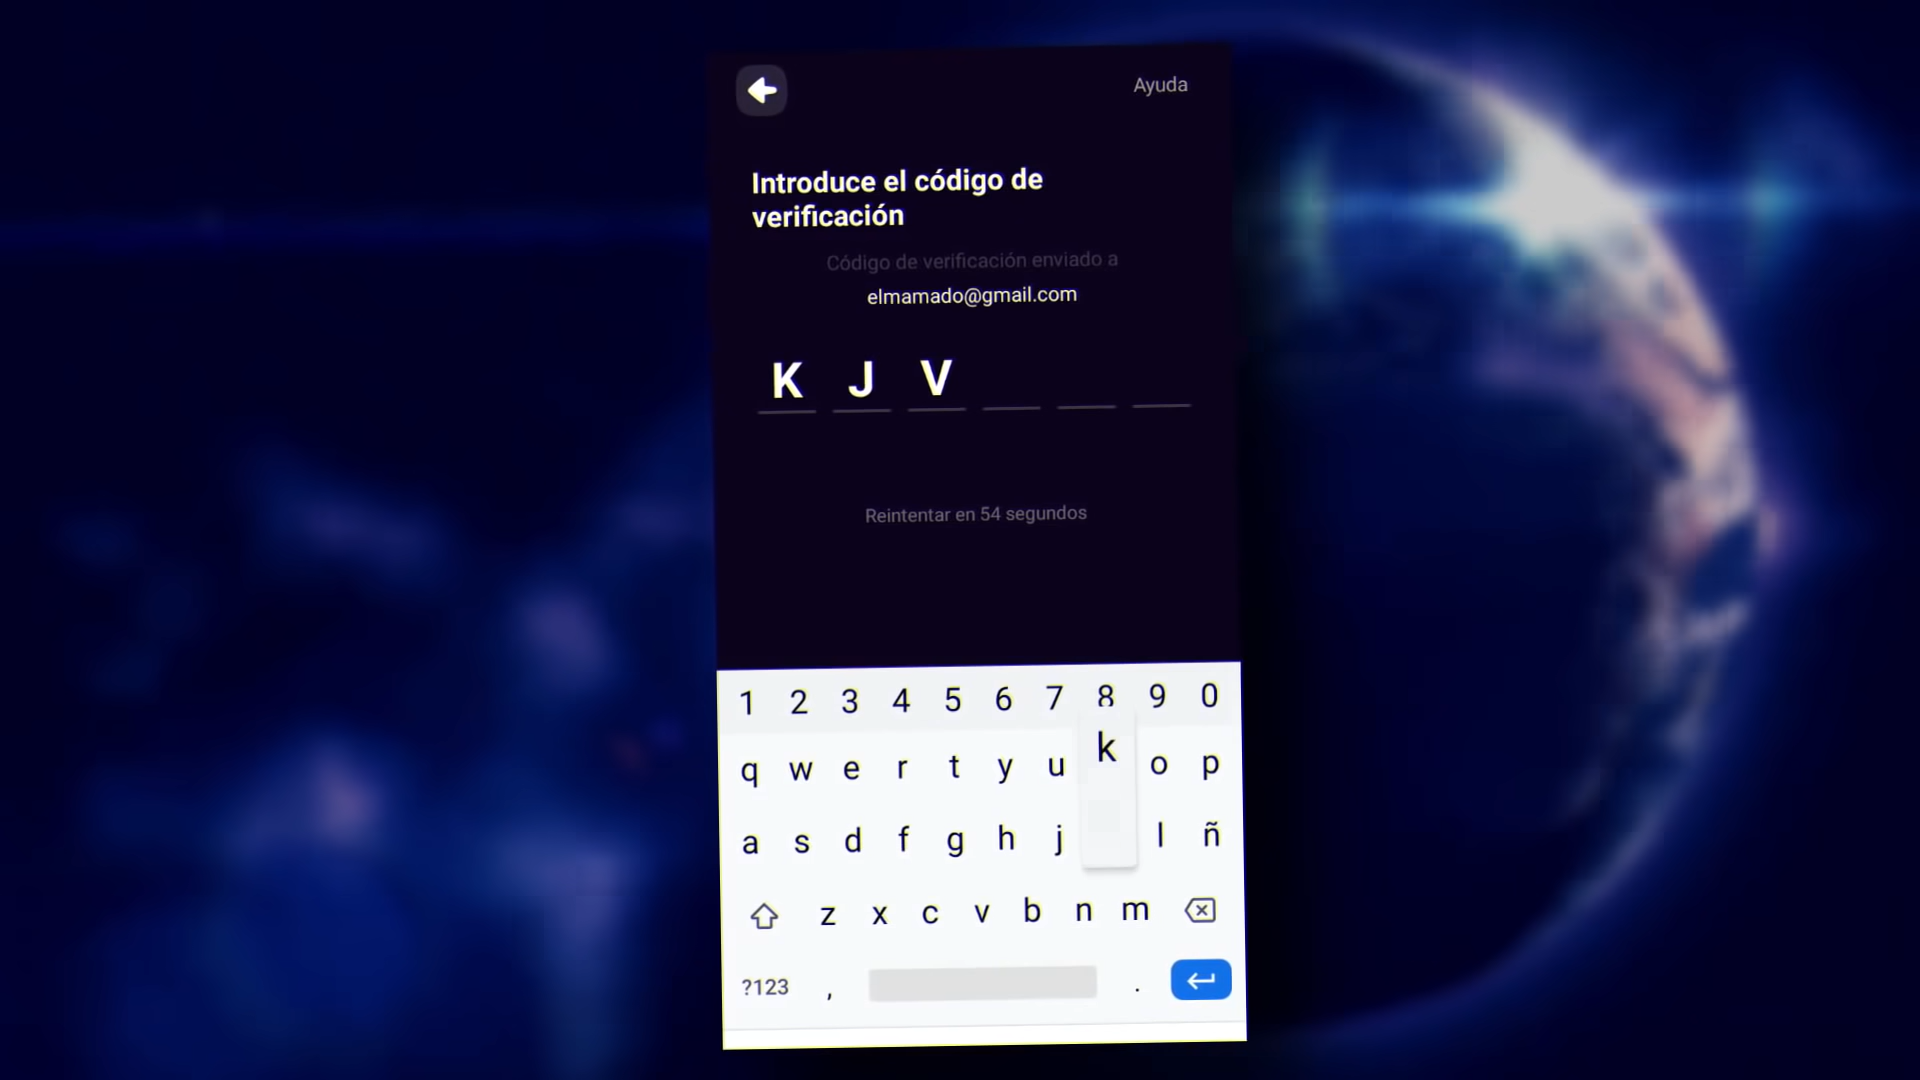 Ayuda
Introduce el código de
verificación
Código de verificación enviado a
elmamado@gmail.com
K J V
Reintentar en 54 segundos
1 2 3 4 5 6 7 8 9 0
q w e r t y u k o p
a s d f g h j l ñ
z x c v b n m
?123 , .